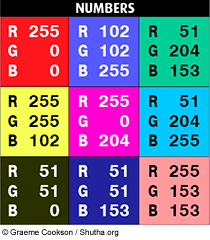 NUMBERS
R 255 R 102 R 51
G 0 G 102 G 204
B 0 B 255 B 153
R 255 R 255 R 51
G 255 G 0 G 204
B 102 B 204 B 255
R 51 R 51 R 255
G 51 G 51 G 153
B 0 B 153 B 153
© Graeme Cookson / Shutha.org